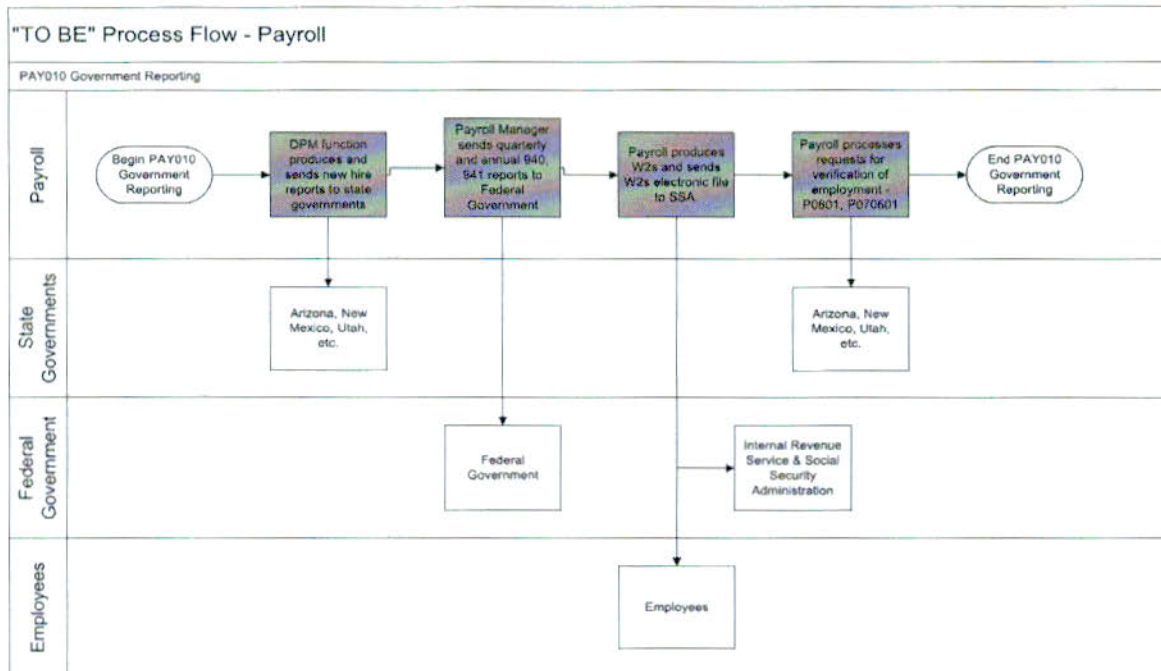 "TO BE" Process Flow - Payroll
PAY010 Government Reporting
Payroll
Begin PAY010
Government
Reporting
DPM function
produces and
sends new hire
reports to state
governments
Payroll Manager
sends quarterly
and annual 940,
941 reports to
Federal
Government
Payroll produces
W2s and sends
W2s electronic file
to SSA
Payroll processes
requests for
verification of
employment -
P0601, P070601
End PAY010
Government
Reporting
State
Governments
Arizona, New
Mexico, Utah,
etc.
Arizona, New
Mexico, Utah,
etc.
Federal
Government
Federal
Government
Internal Revenue
Service & Social
Security
Administration
Employees
Employees